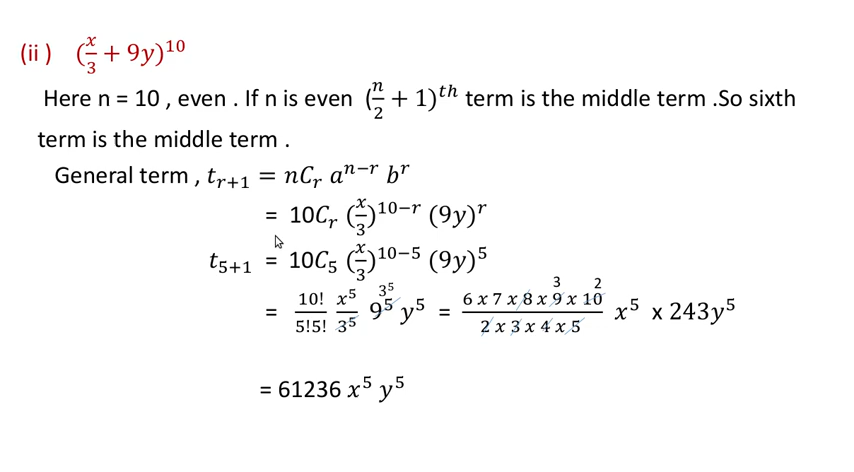 (ii ) (x/3 + 9y)^10
Here n = 10 , even . If n is even (n/2 + 1)^th term is the middle term .So sixth
term is the middle term .
General term , t_{r+1} = nC_r a^{n−r} b^r
= 10C_r (x/3)^{10−r} (9y)^r
t_{5+1} = 10C_5 (x/3)^{10−5} (9y)^5
= 10!/5!5! x^5/3^5 9^5 3^5 y^5 = 6 x 7 x 8 x 9 x 10 / 2 x 3 x 4 x 5 3 2 x^5 x 243y^5
= 61236 x^5 y^5